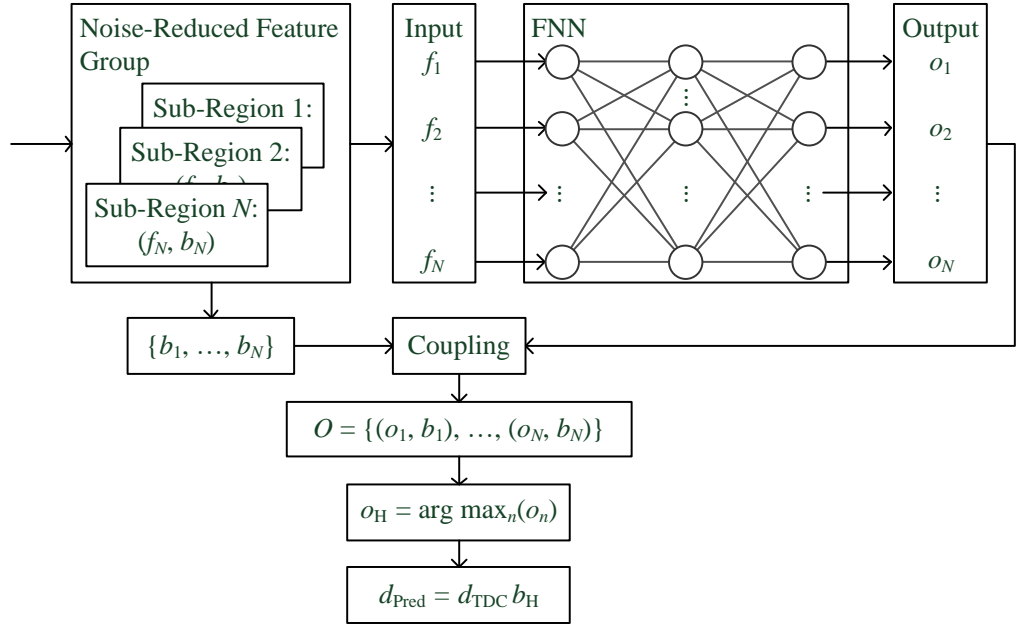 Noise-Reduced Feature
Group
Sub-Region 1:
Sub-Region 2:
Sub-Region N:
(f_N, b_N)
Input
f_1
f_2
⋮
f_N
FNN
⋮
⋮
⋮
⋮
Output
o_1
o_2
⋮
o_N
{b_1, …, b_N}
Coupling
O = {(o_1, b_1), …, (o_N, b_N)}
o_H = arg max_n(o_n)
d_Pred = d_TDC b_H